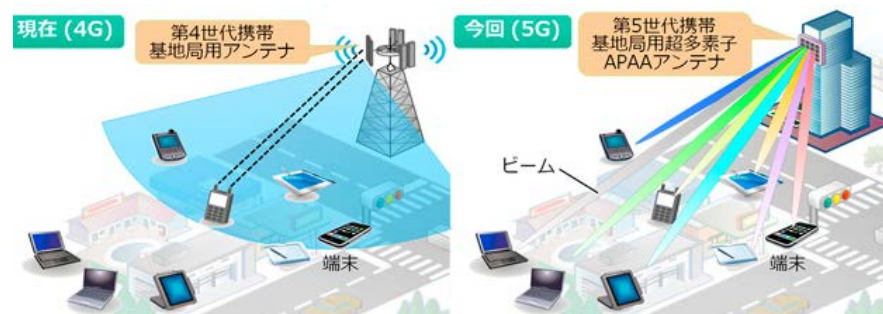 現在 (4G)
第4世代携帯
基地局用アンテナ
端末
今回 (5G)
第5世代携帯
基地局用超多素子
APAAアンテナ
ビーム
端末